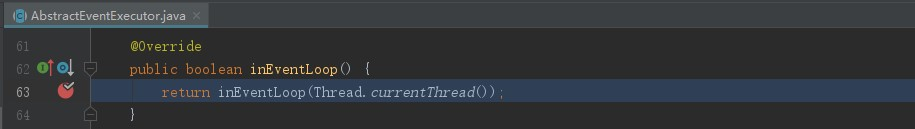 AbstractEventExecutor.java
61 @Override
62 public boolean inEventLoop() {
63 return inEventLoop(Thread.currentThread());
64 }